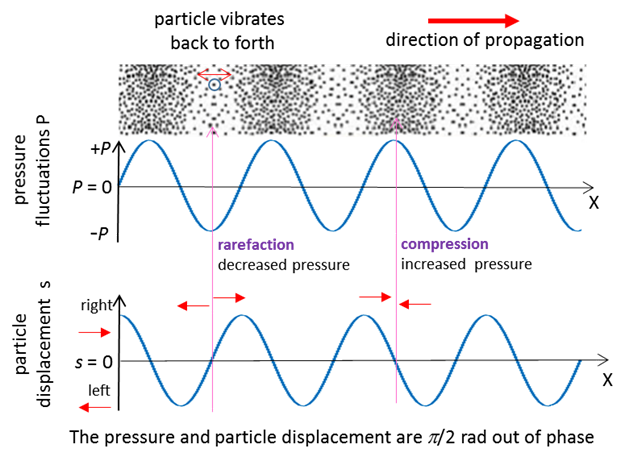 particle vibrates
back to forth
direction of propagation
pressure
fluctuations P
+P
P = 0
–P
X
rarefaction
decreased pressure
compression
increased pressure
particle
displacement s
right
s = 0
left
X
The pressure and particle displacement are π/2 rad out of phase